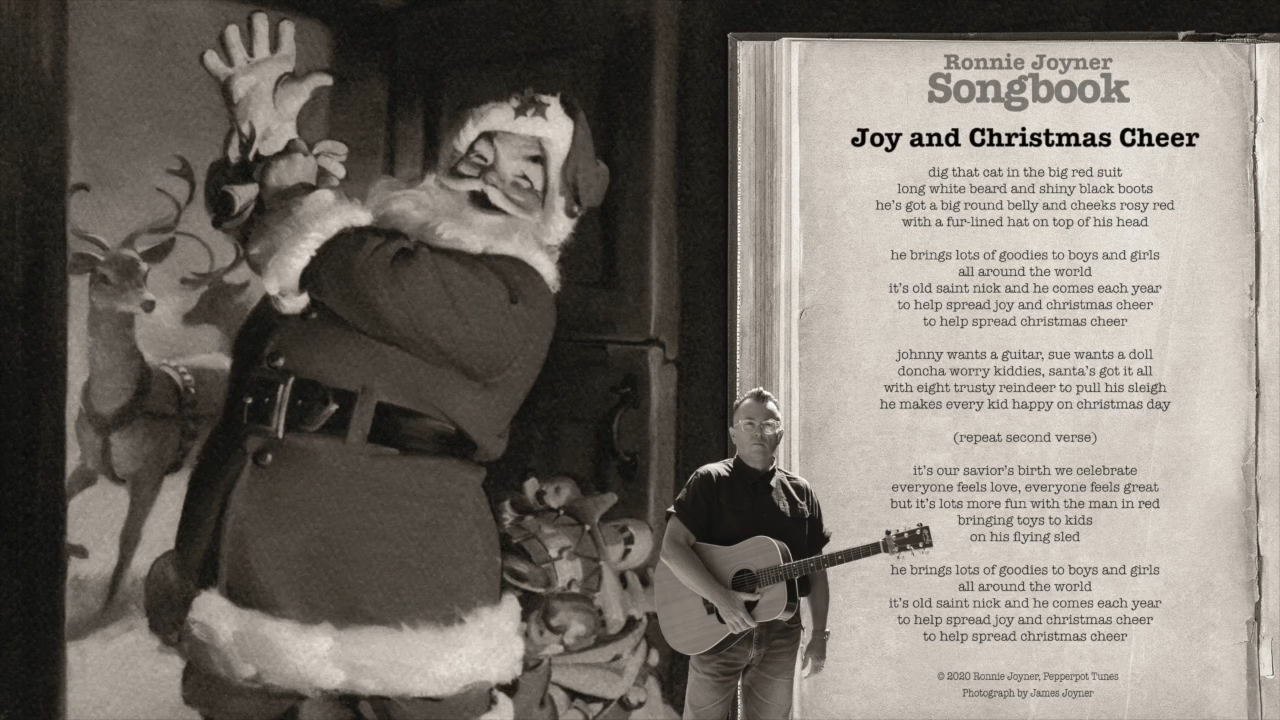 Ronnie Joyner
Songbook
Joy and Christmas Cheer
dig that cat in the big red suit
long white beard and shiny black boots
he's got a big round belly and cheeks rosy red
with a fur-lined hat on top of his head
he brings lots of goodies to boys and girls
all around the world
it's old saint nick and he comes each year
to help spread joy and christmas cheer
to help spread christmas cheer
johnny wants a guitar, sue wants a doll
doncha worry kiddies, santa's got it all
with eight trusty reindeer to pull his sleigh
he makes every kid happy on christmas day
(repeat second verse)
it's our savior's birth we celebrate
everyone feels love, everyone feels great
but it's lots more fun with the man in red
bringing toys to kids
on his flying sled
he brings lots of goodies to boys and girls
all around the world
it's old saint nick and he comes each year
to help spread joy and christmas cheer
to help spread christmas cheer
© 2020 Ronnie Joyner, Pepperpot Tunes
Photograph by James Joyner